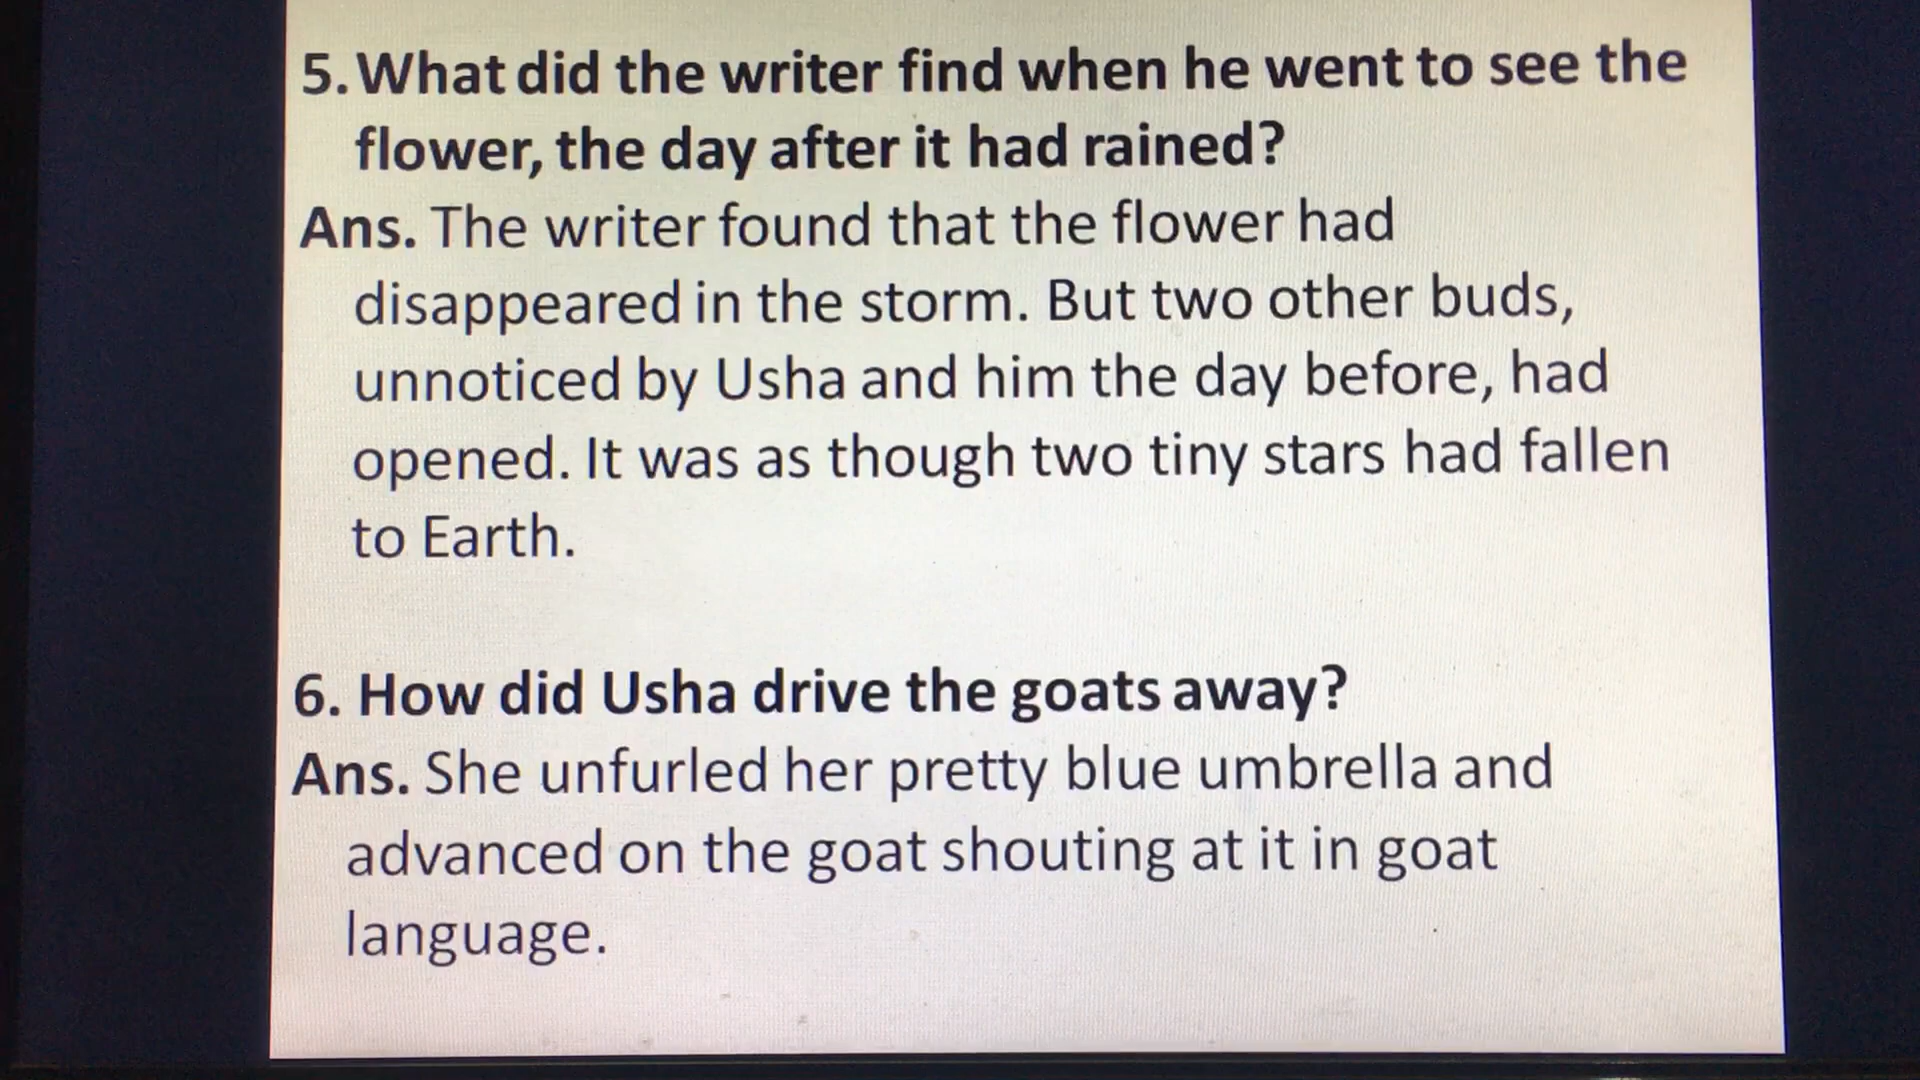 5. What did the writer find when he went to see the
flower, the day after it had rained?
Ans. The writer found that the flower had
disappeared in the storm. But two other buds,
unnoticed by Usha and him the day before, had
opened. It was as though two tiny stars had fallen
to Earth.
6. How did Usha drive the goats away?
Ans. She unfurled her pretty blue umbrella and
advanced on the goat shouting at it in goat
language.